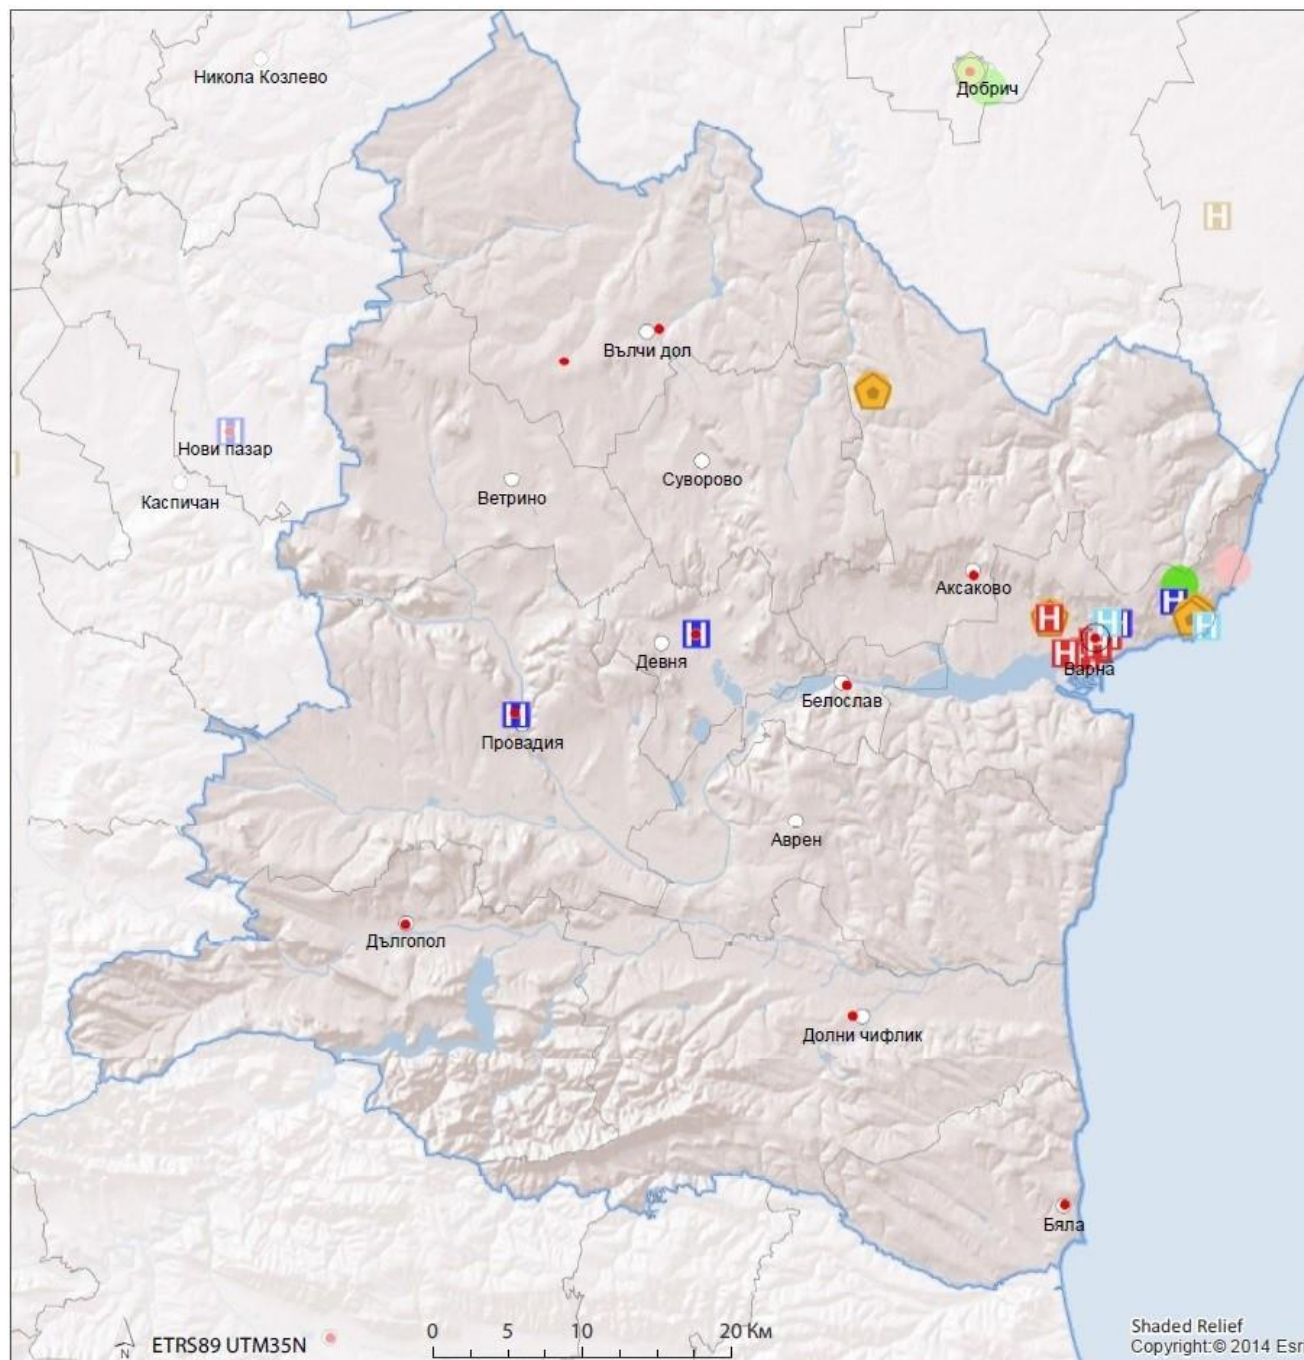 Никола Козлево
Добрич
H
Вълчи дол
H
Нови пазар
Каспичан
Ветрино
Суворово
Аксаково
H
H
H
H
H
H
H
Девня
Варна
Белослав
H
Провадия
Аврен
Дългопол
Долни чифлик
Бяла
N
ETRS89 UTM35N
0 5 10 20 Км
Shaded Relief
Copyright:© 2014 Esr